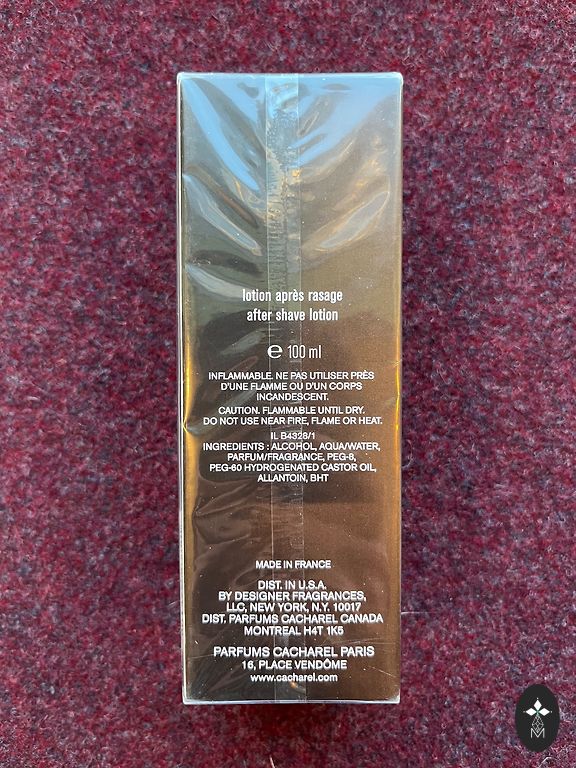 lotion après rasage
after shave lotion
℮ 100 ml
INFLAMMABLE. NE PAS UTILISER PRÈS
D'UNE FLAMME OU D'UN CORPS
INCANDESCENT.
CAUTION. FLAMMABLE UNTIL DRY.
DO NOT USE NEAR FIRE, FLAME OR HEAT.
IL B4328/1
INGREDIENTS : ALCOHOL, AQUA/WATER,
PARFUM/FRAGRANCE, PEG-8,
PEG-60 HYDROGENATED CASTOR OIL,
ALLANTOIN, BHT
MADE IN FRANCE
DIST. IN U.S.A.
BY DESIGNER FRAGRANCES,
LLC, NEW YORK, N.Y. 10017
DIST. PARFUMS CACHAREL CANADA
MONTREAL H4T 1K5
PARFUMS CACHAREL PARIS
16, PLACE VENDÔME
www.cacharel.com
M